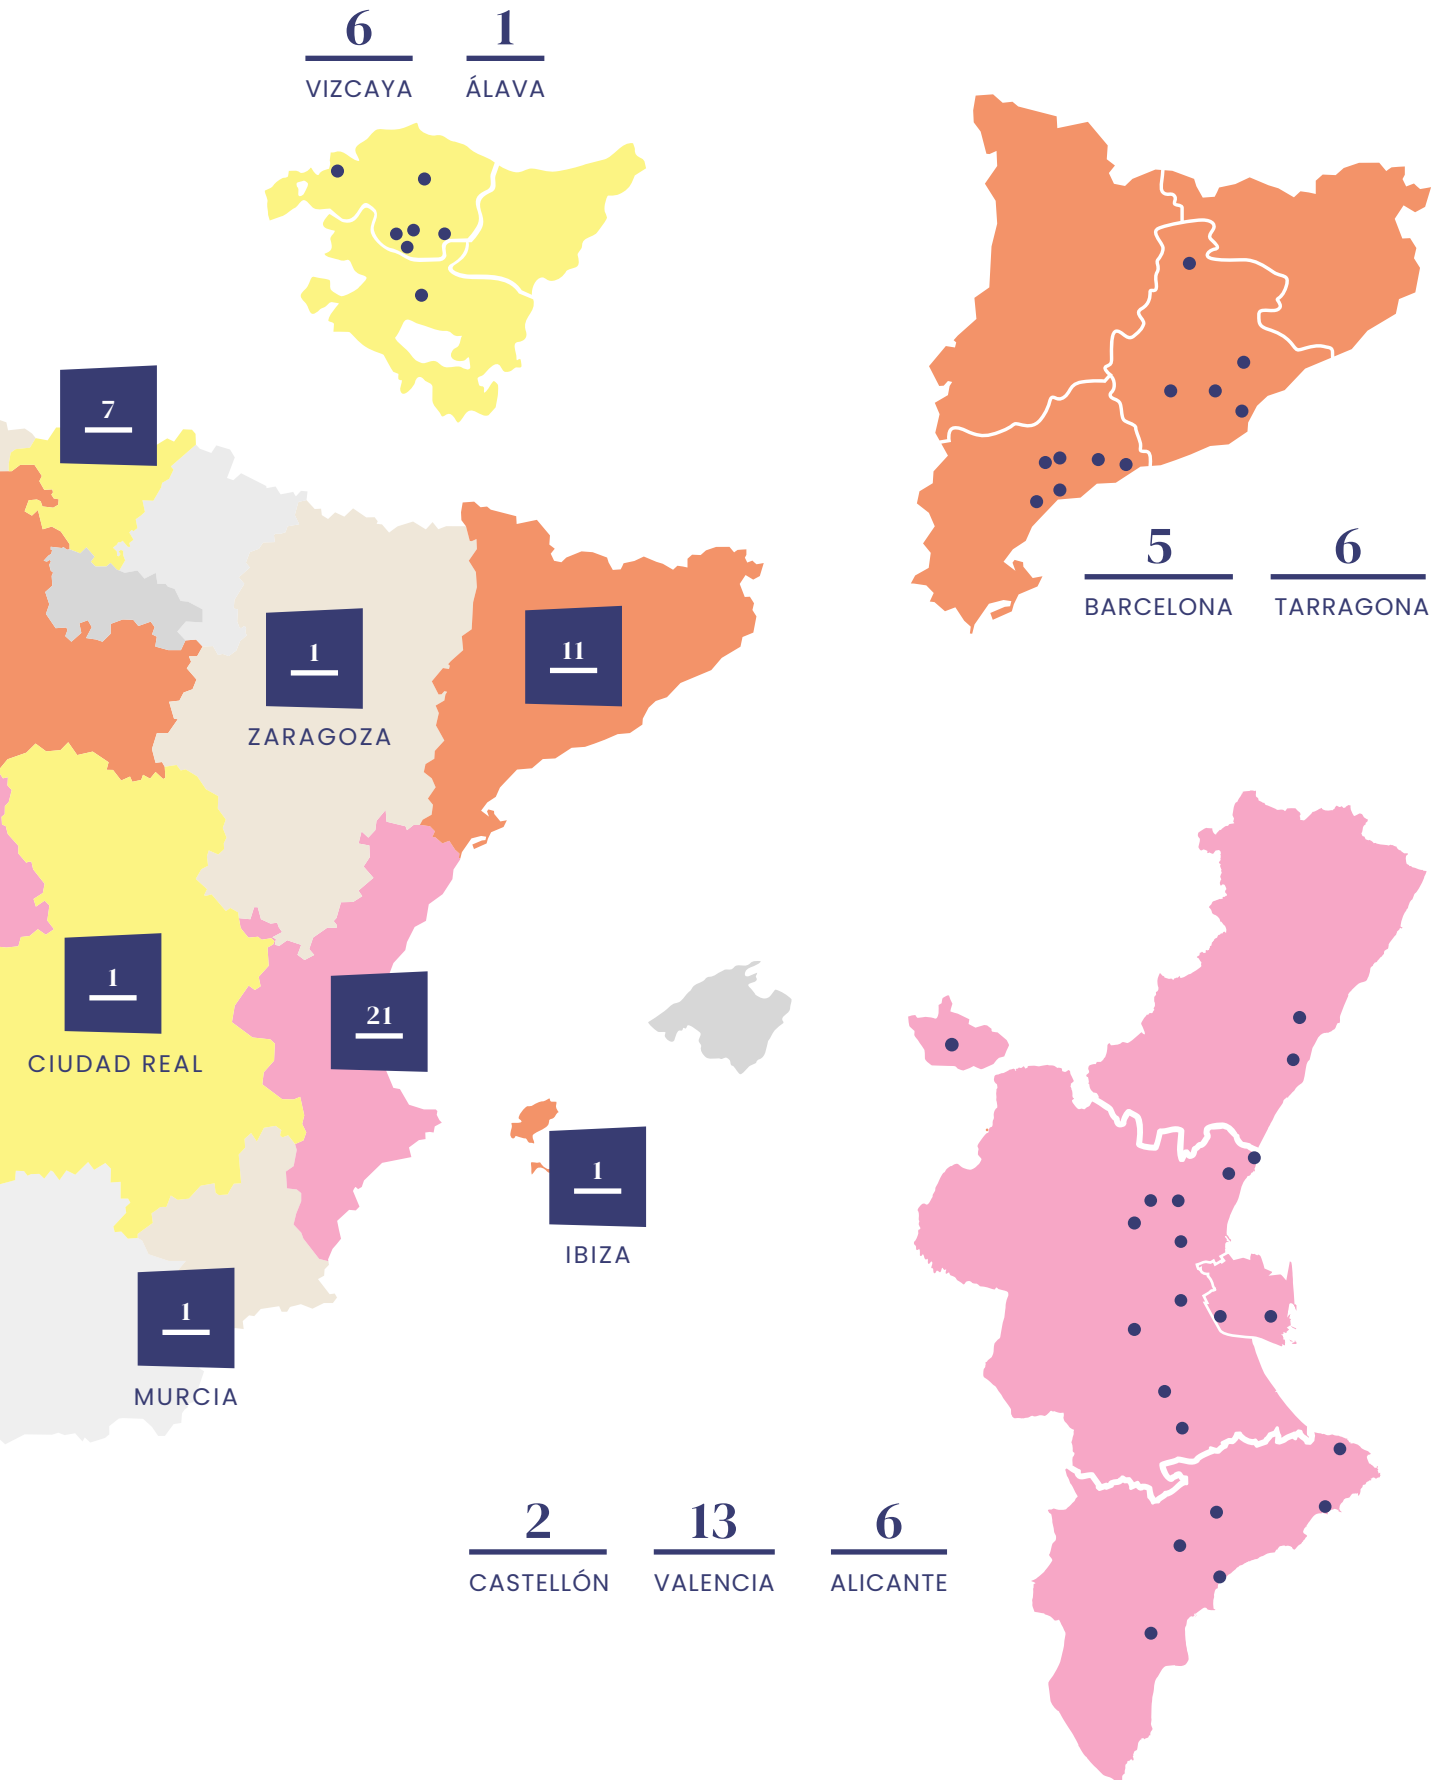 6 1
VIZCAYA ÁLAVA
7
1
ZARAGOZA
11
5 6
BARCELONA TARRAGONA
1
CIUDAD REAL
21
1
IBIZA
1
MURCIA
2 13 6
CASTELLÓN VALENCIA ALICANTE